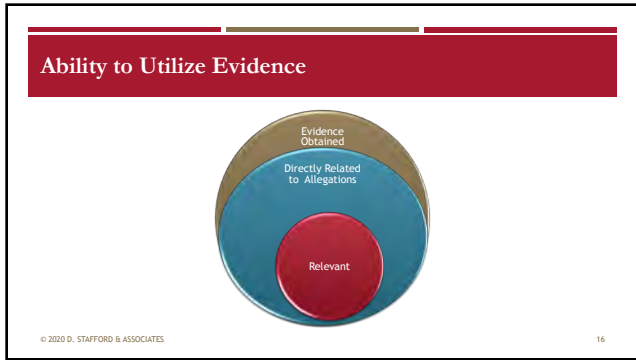 Ability to Utilize Evidence
Evidence
Obtained
Directly Related
to Allegations
Relevant
© 2020 D. STAFFORD & ASSOCIATES
16